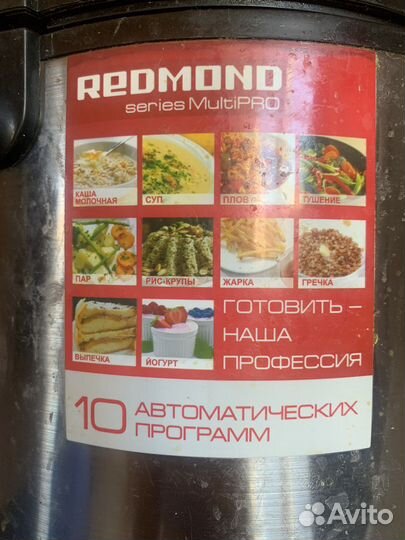 REDMOND
series MultiPRO
КАША
МОЛОЧНАЯ
СУП
ПЛОВ
ТУШЕНИЕ
ПАР
РИС-КРУПЫ
ЖАРКА
ГРЕЧКА
ВЫПЕЧКА
ЙОГУРТ
ГОТОВИТЬ –
НАША
ПРОФЕССИЯ
10 АВТОМАТИЧЕСКИХ
ПРОГРАММ
Avito